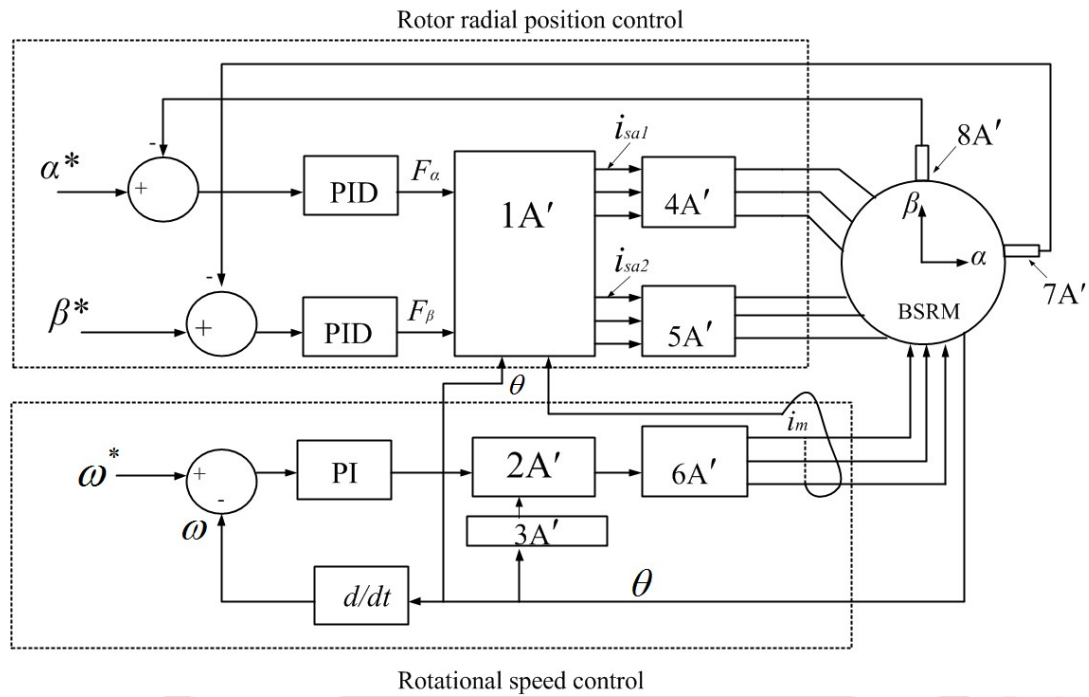 Rotor radial position control
α*
-
+
PID
Fα
1A′
isa1
4A′
8A′
β
α
7A′
BSRM
β*
-
+
PID
Fβ
isa2
5A′
θ
im
ω*
+
-
ω
PI
2A′
6A′
3A′
d/dt
θ
Rotational speed control